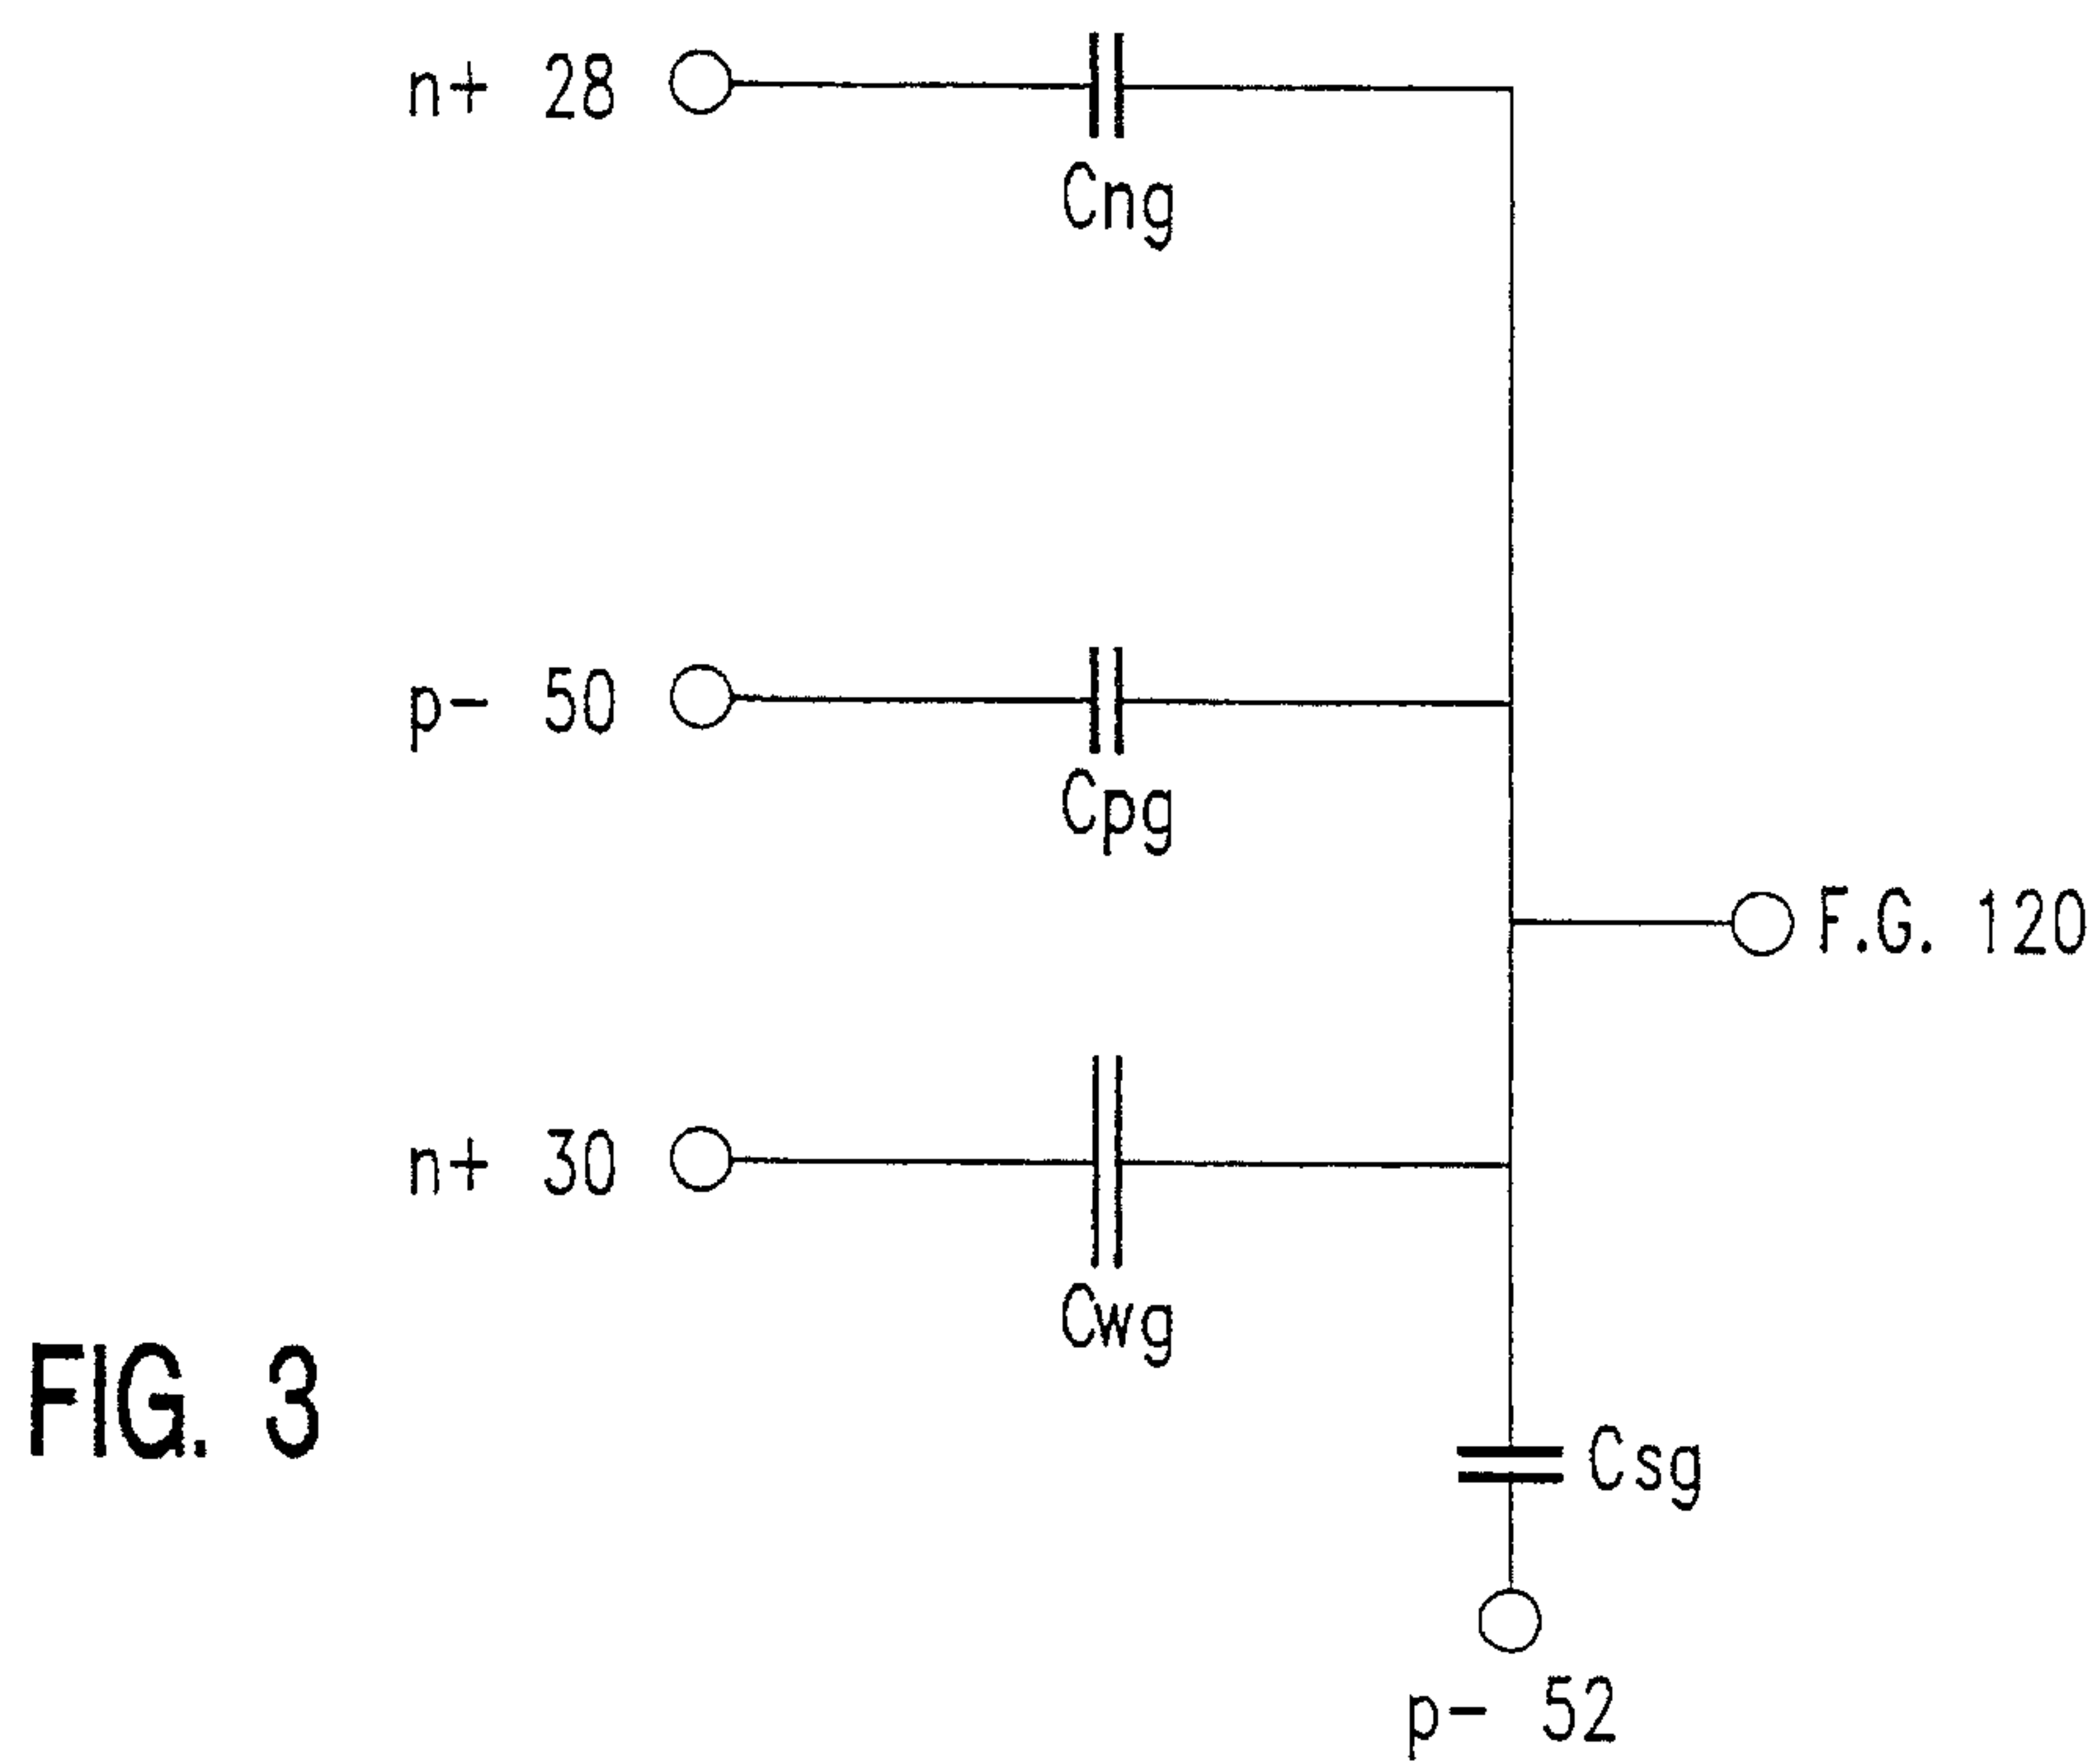 n+ 28
Cng
p- 50
Cpg
F.G. 120
n+ 30
Cwg
FIG. 3
Csg
p- 52